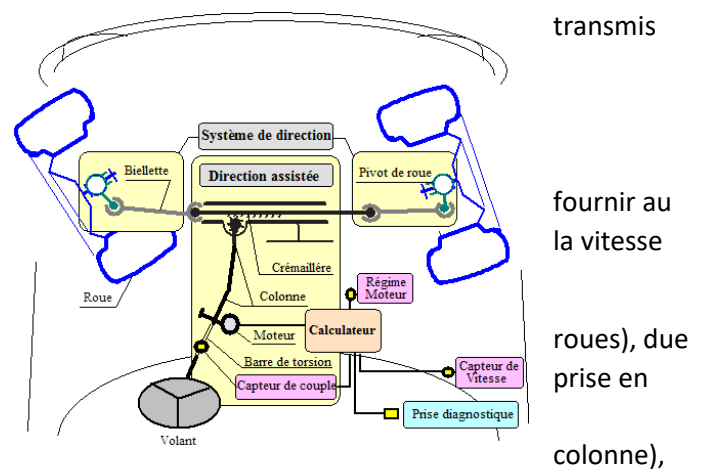 transmis
Système de direction
Biellette
Pivot de roue
Direction assistée
fournir au
la vitesse
Crémaillére
Régime
Moteur
Roue
Colonne
Moteur
Calculateur
roues), due
Barre de torsion
Capteur de
Vitesse
prise en
Capteur de couple
Prise diagnostique
Volant
colonne),